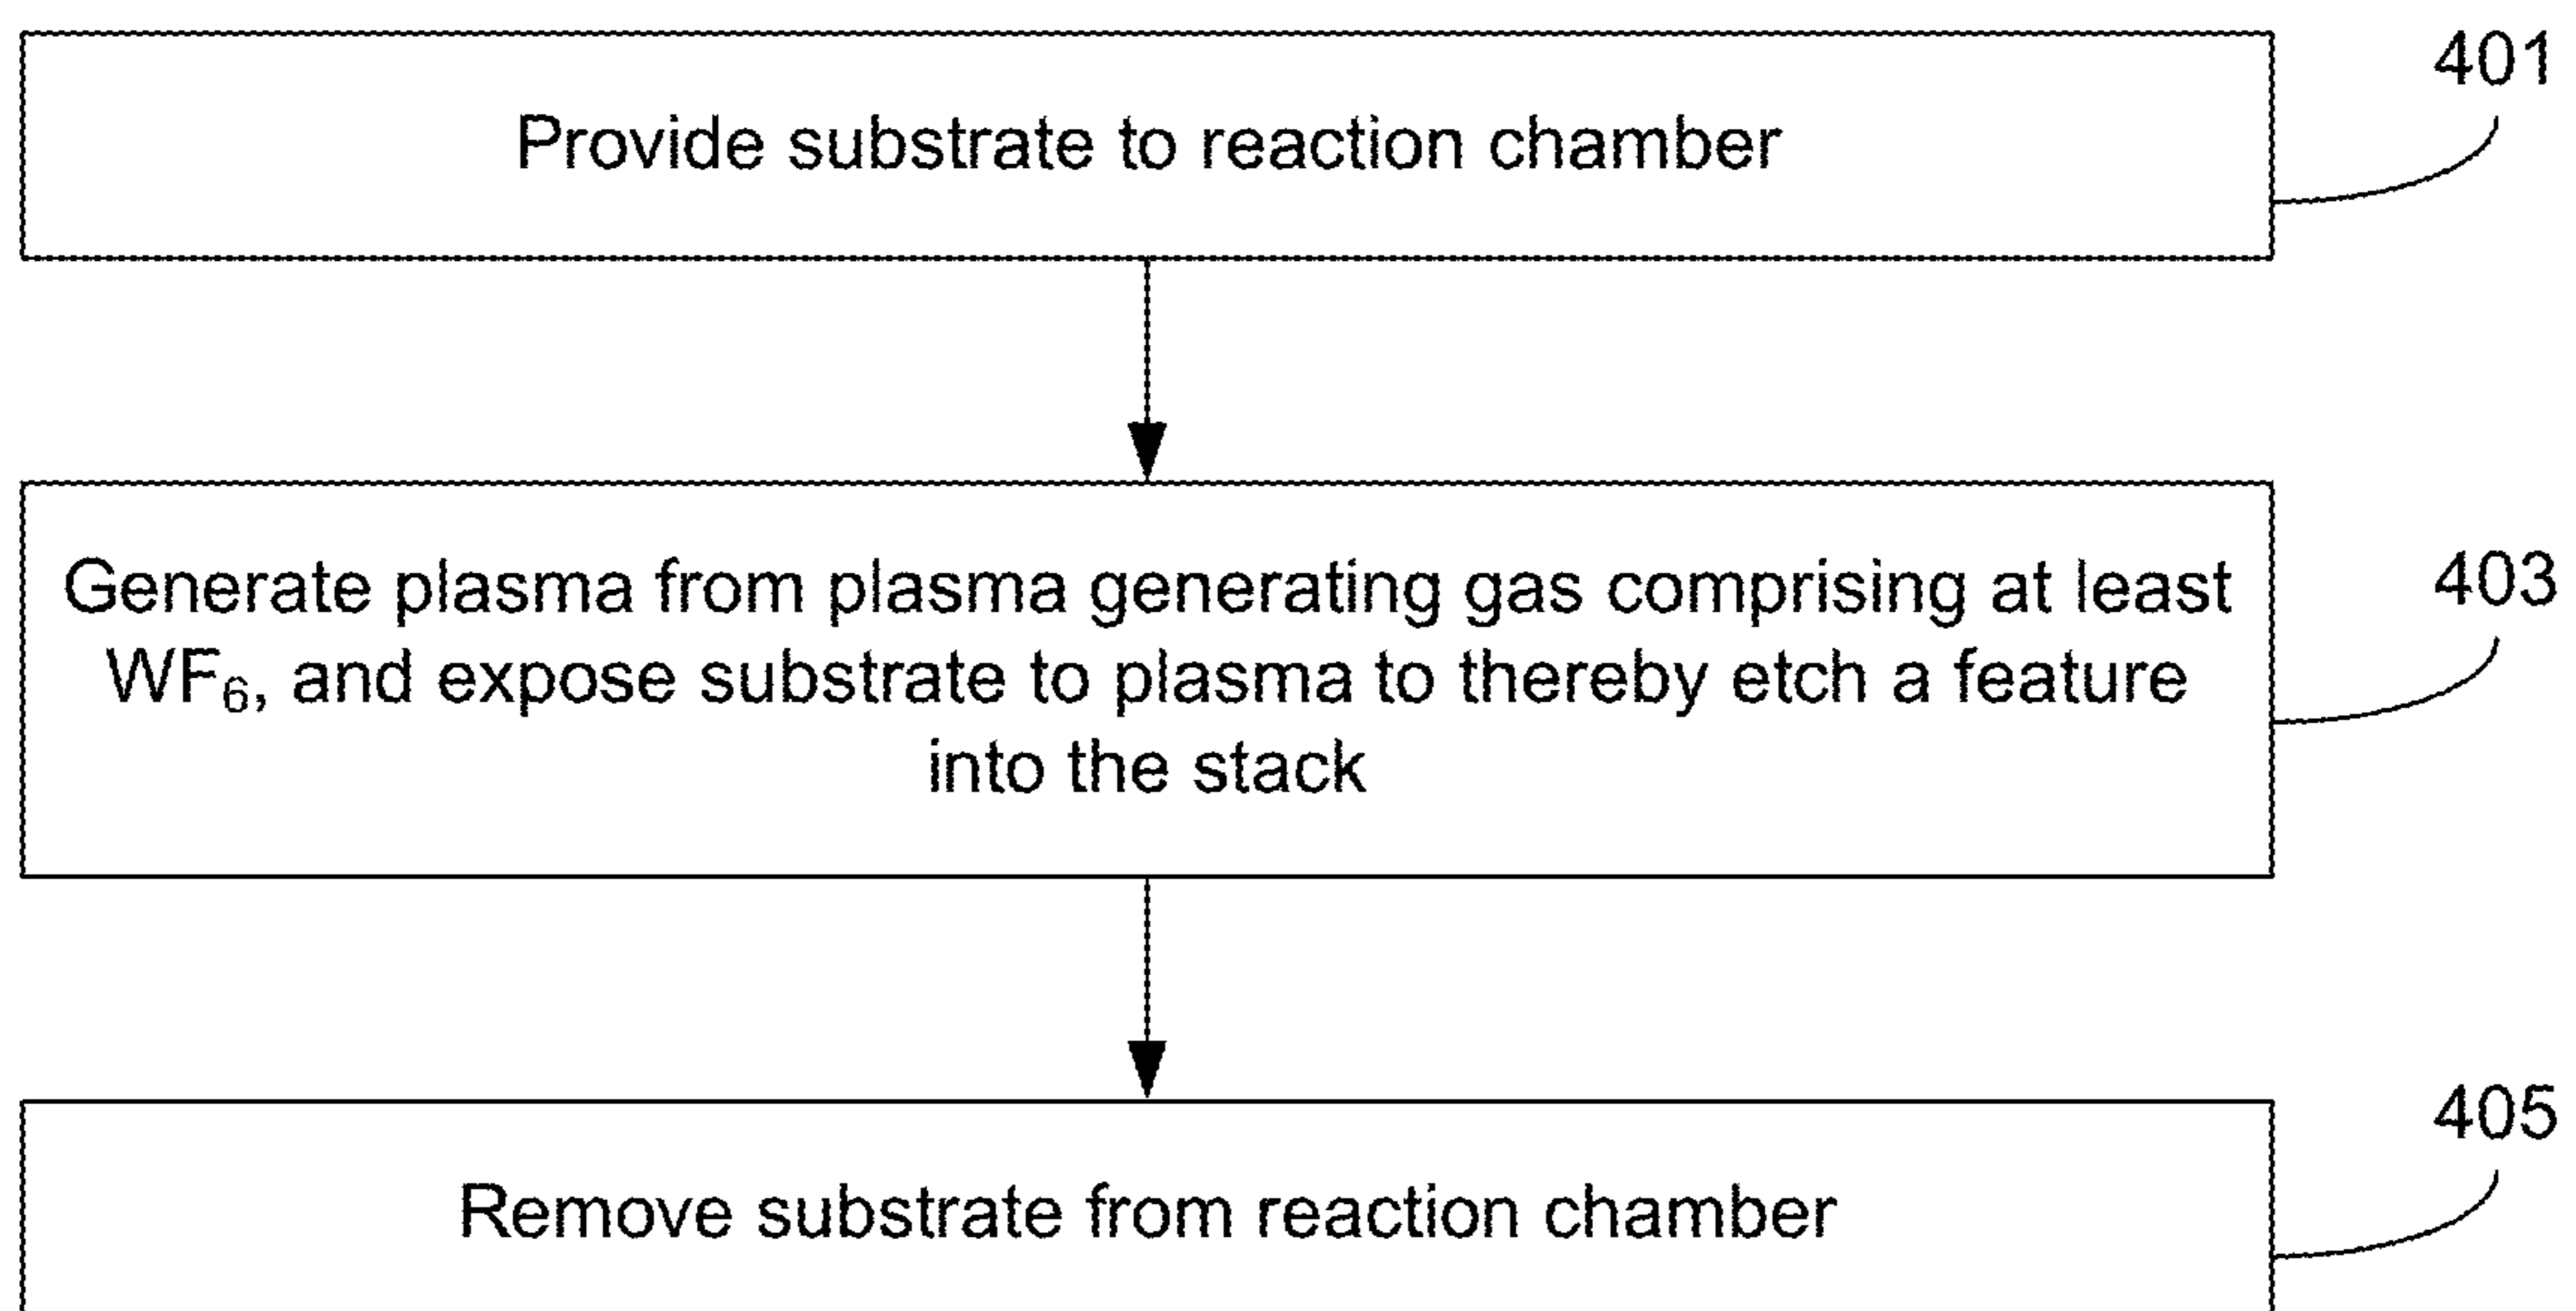 401
Provide substrate to reaction chamber
Generate plasma from plasma generating gas comprising at least
403
WF₆, and expose substrate to plasma to thereby etch a feature
into the stack
405
Remove substrate from reaction chamber